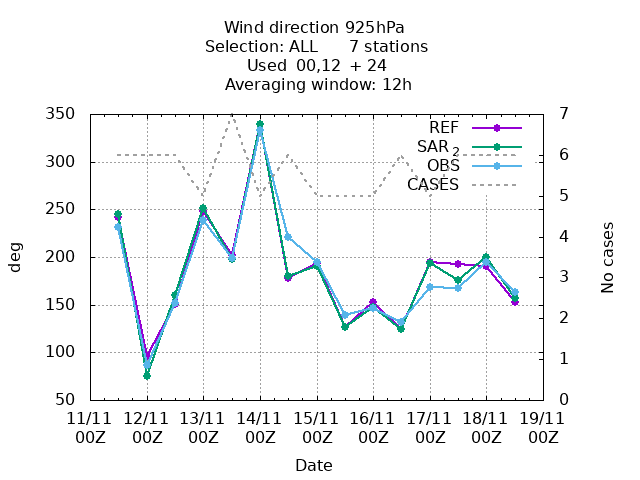 Wind direction 925hPa
Selection: ALL 7 stations
Used 00,12 + 24
Averaging window: 12h
350 7
REF
SAR 2
300 6
OBS
CASES
250 5
4
200
deg
No cases
3
150
2
100 1
50 0
11/11 12/11 13/11 14/11 15/11 16/11 17/11 18/11 19/11
00Z 00Z 00Z 00Z 00Z 00Z 00Z 00Z 00Z
Date